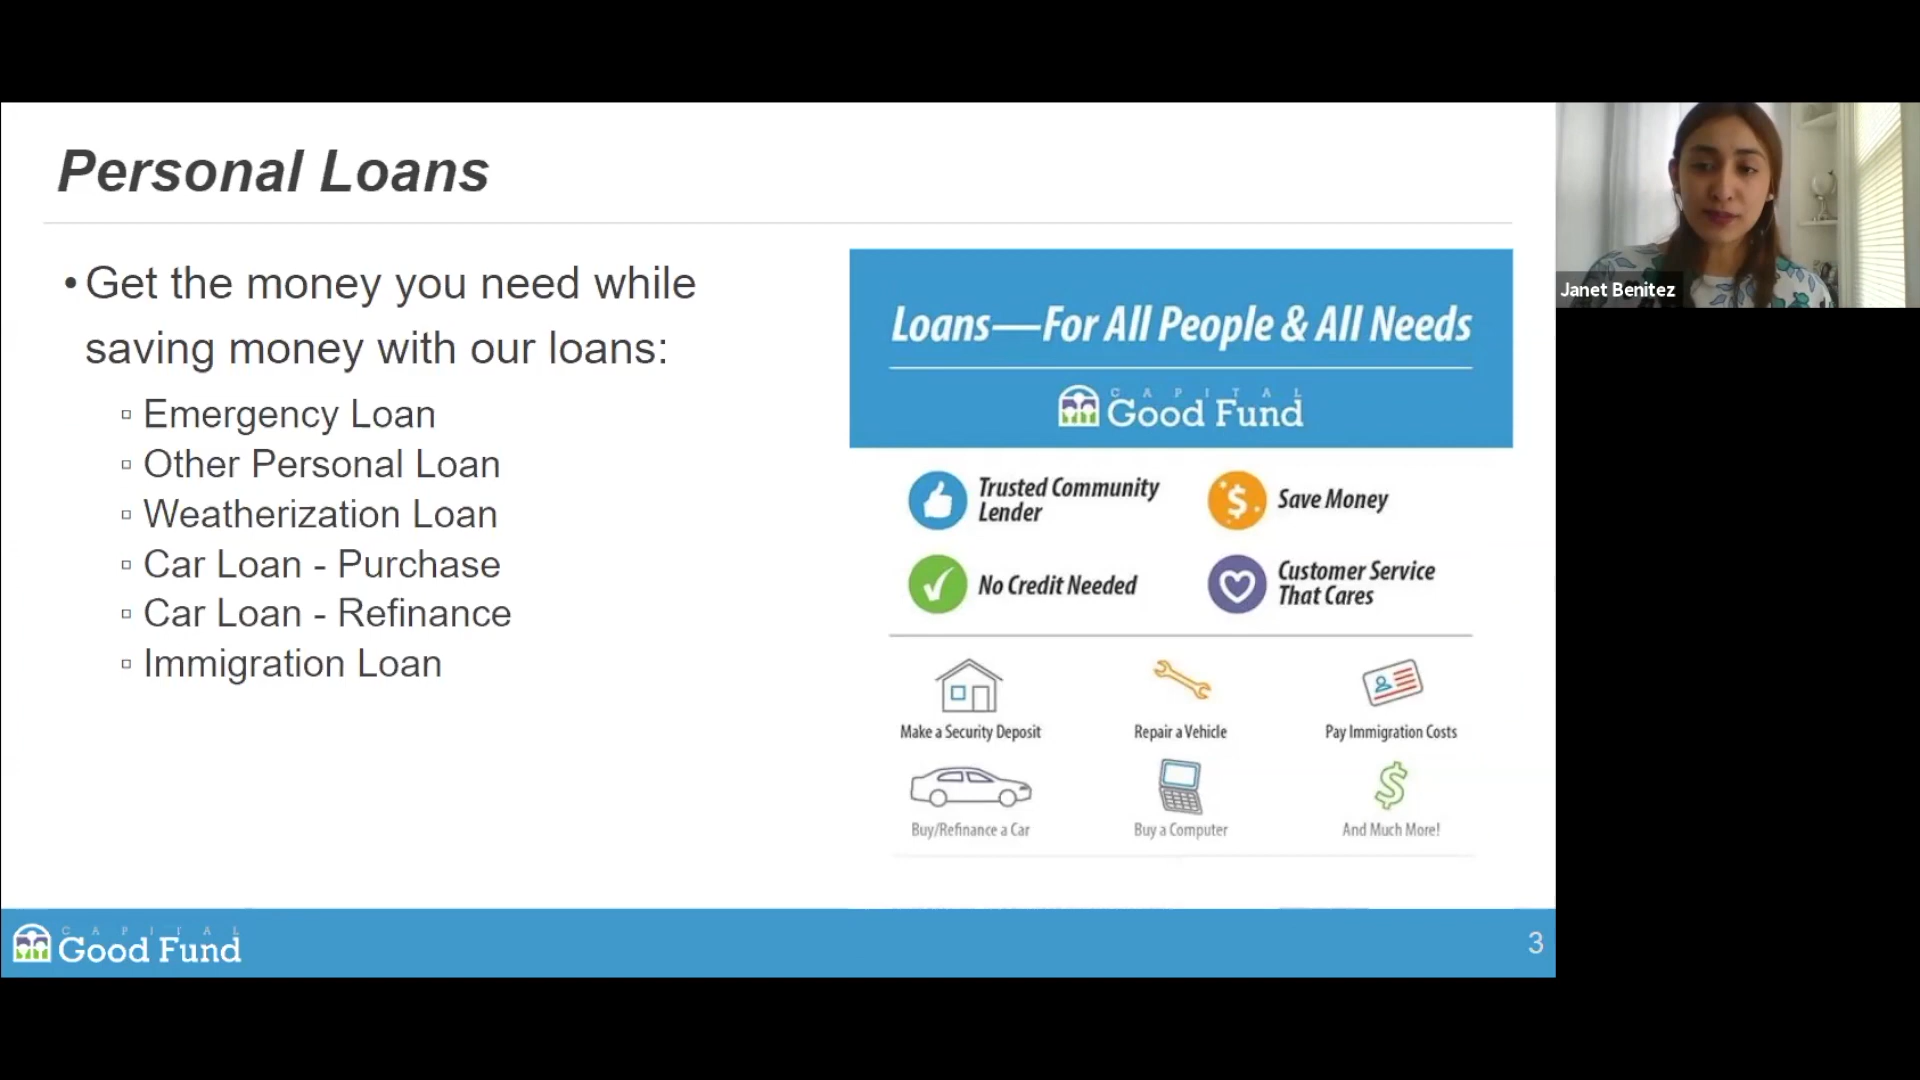 Personal Loans
• Get the money you need while
saving money with our loans:
▫ Emergency Loan
▫ Other Personal Loan
▫ Weatherization Loan
▫ Car Loan - Purchase
▫ Car Loan - Refinance
▫ Immigration Loan
Loans—For All People & All Needs
CAPITAL
Good Fund
Trusted Community
Lender
Save Money
No Credit Needed
Customer Service
That Cares
Make a Security Deposit
Repair a Vehicle
Pay Immigration Costs
Buy/Refinance a Car
Buy a Computer
And Much More!
CAPITAL
Good Fund
3
Janet Benitez